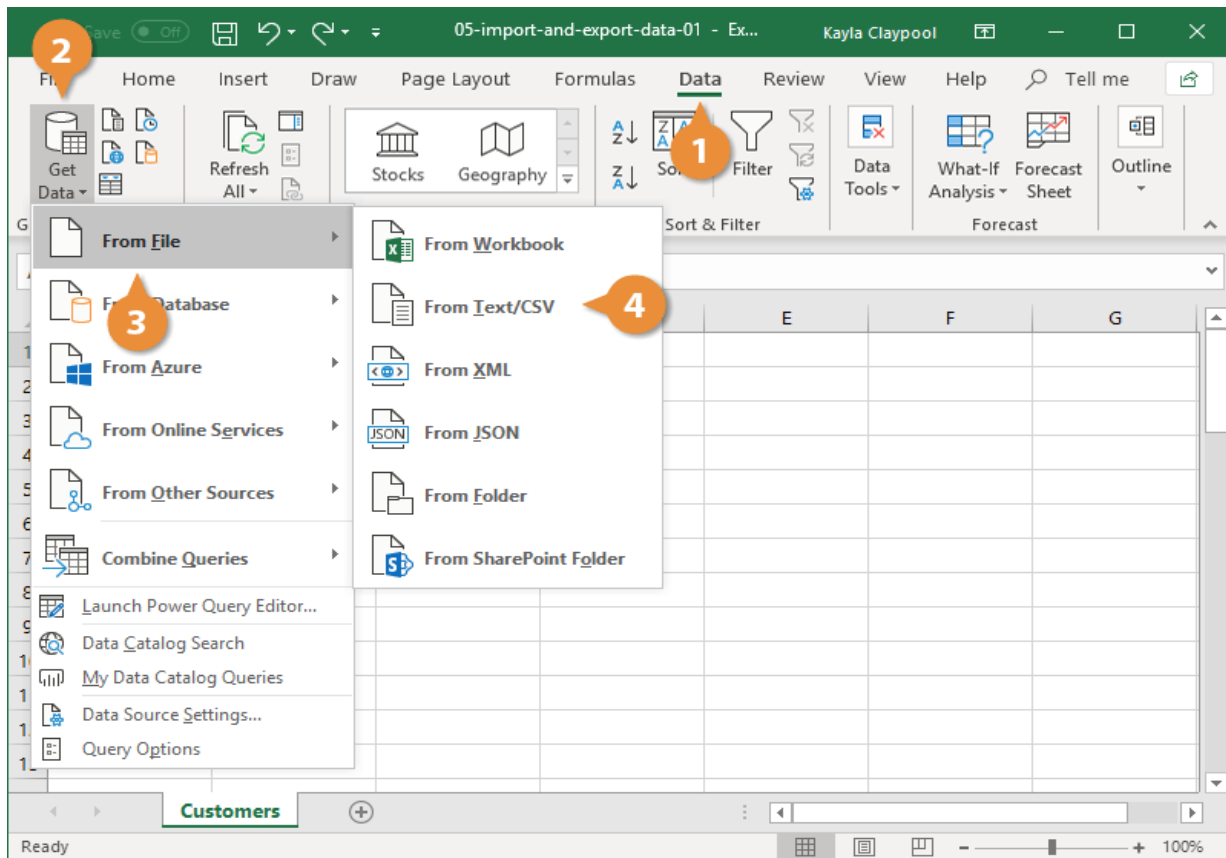 Save Off 05-import-and-export-data-01 - Ex... Kayla Claypool
2
Home Insert Draw Page Layout Formulas Data Review View Help Tell me
1
Get
Data
Refresh
All
Stocks Geography
Filter
Data
Tools
What-If
Analysis
Forecast
Sheet
Outline
Sort & Filter
Forecast
From File
3
From Database
From Azure
From Online Services
From Other Sources
Combine Queries
Launch Power Query Editor...
Data Catalog Search
My Data Catalog Queries
Data Source Settings...
Query Options
From Workbook
From Text/CSV
4
From XML
JSON
From JSON
From Folder
From SharePoint Folder
E F G
Customers
Ready 100%